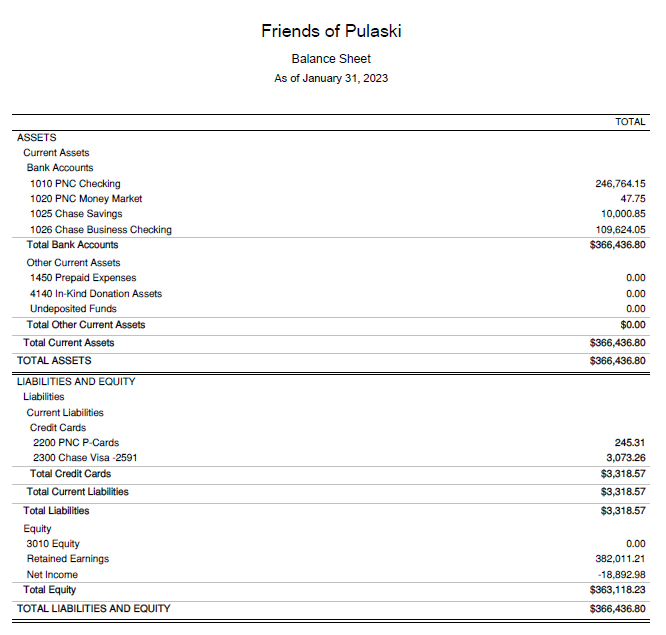 Friends of Pulaski
Balance Sheet
As of January 31, 2023
TOTAL
ASSETS
Current Assets
Bank Accounts
1010 PNC Checking 246,764.15
1020 PNC Money Market 47.75
1025 Chase Savings 10,000.85
1026 Chase Business Checking 109,624.05
Total Bank Accounts $366,436.80
Other Current Assets
1450 Prepaid Expenses 0.00
4140 In-Kind Donation Assets 0.00
Undeposited Funds 0.00
Total Other Current Assets $0.00
Total Current Assets $366,436.80
TOTAL ASSETS $366,436.80
LIABILITIES AND EQUITY
Liabilities
Current Liabilities
Credit Cards
2200 PNC P-Cards 245.31
2300 Chase Visa -2591 3,073.26
Total Credit Cards $3,318.57
Total Current Liabilities $3,318.57
Total Liabilities $3,318.57
Equity
3010 Equity 0.00
Retained Earnings 382,011.21
Net Income -18,892.98
Total Equity $363,118.23
TOTAL LIABILITIES AND EQUITY $366,436.80